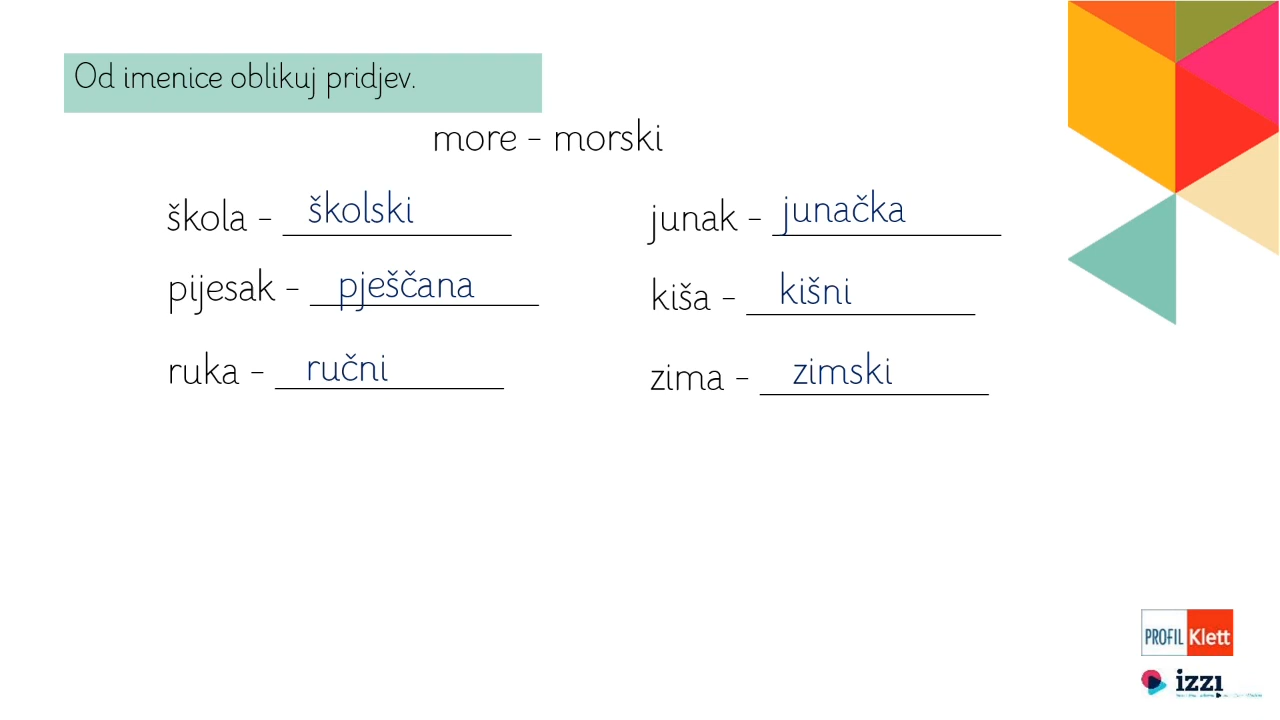 Od imenice oblikuj pridjev.
more - morski
škola - školski
junak - junačka
pijesak - pješčana
kiša - kišni
ruka - ručni
zima - zimski
PROFIL Klett
izzi